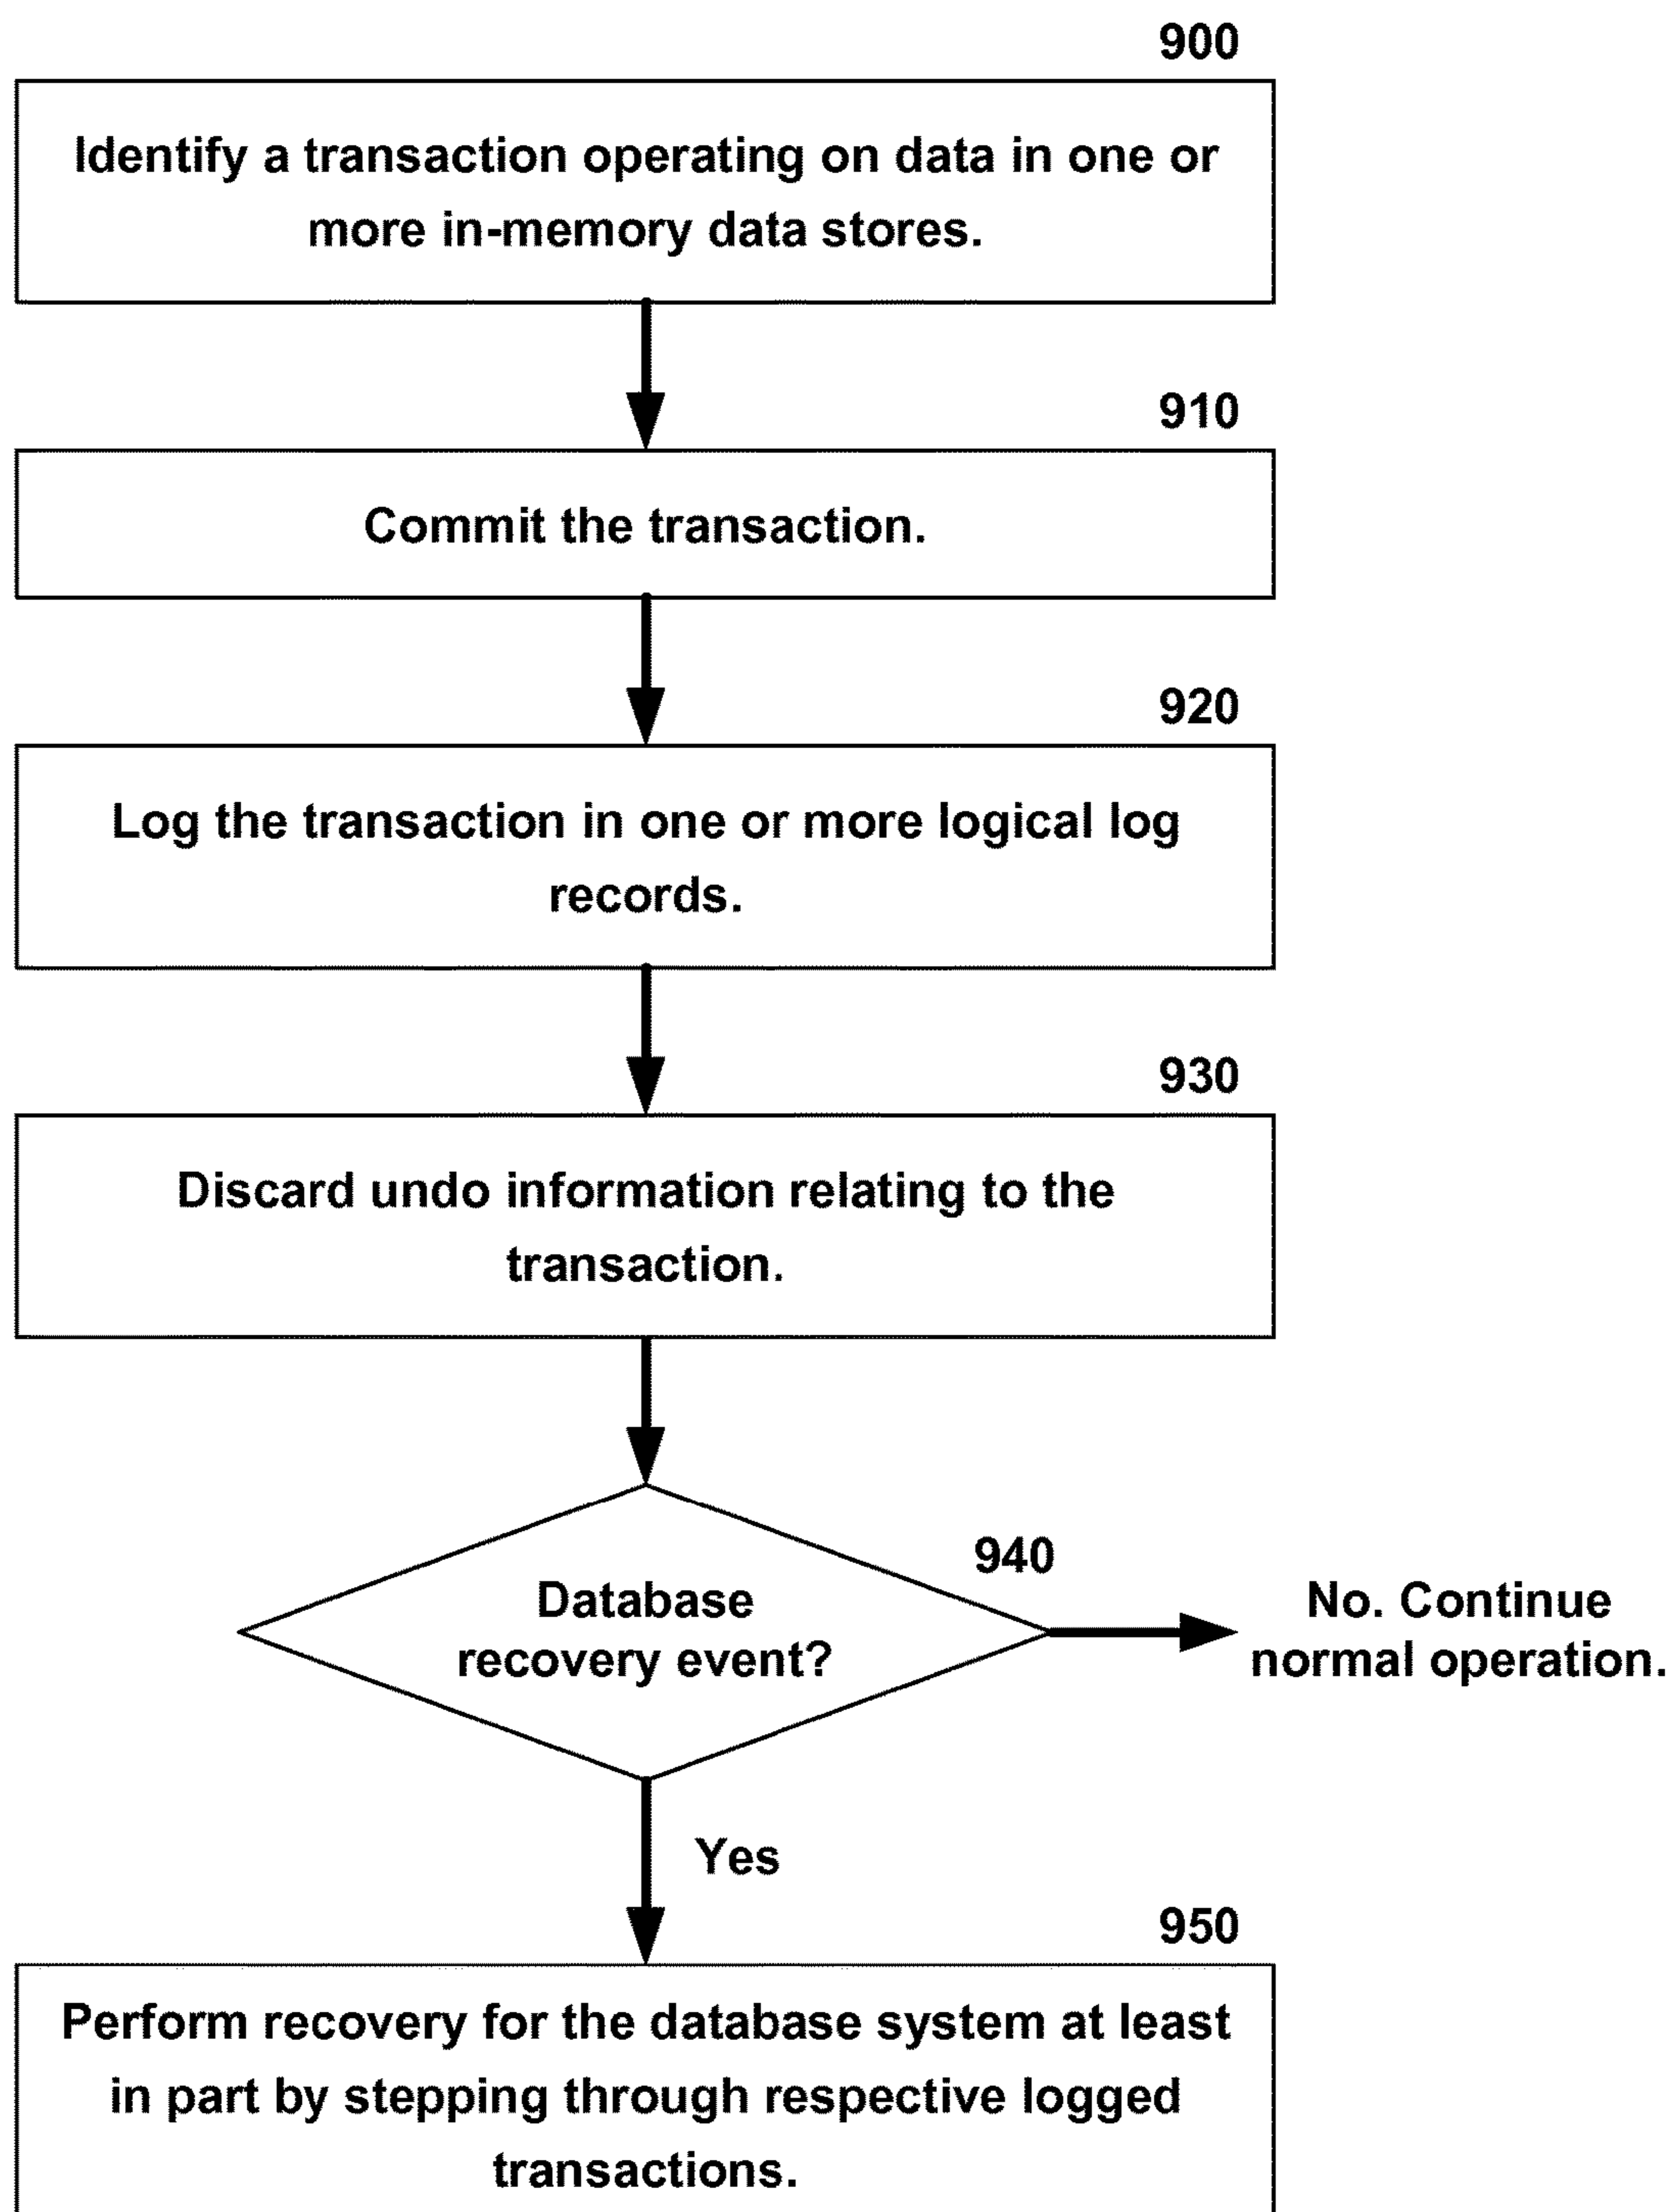 900
Identify a transaction operating on data in one or
more in-memory data stores.
910
Commit the transaction.
920
Log the transaction in one or more logical log
records.
930
Discard undo information relating to the
transaction.
940
Database
recovery event?
No. Continue
normal operation.
Yes
950
Perform recovery for the database system at least
in part by stepping through respective logged
transactions.